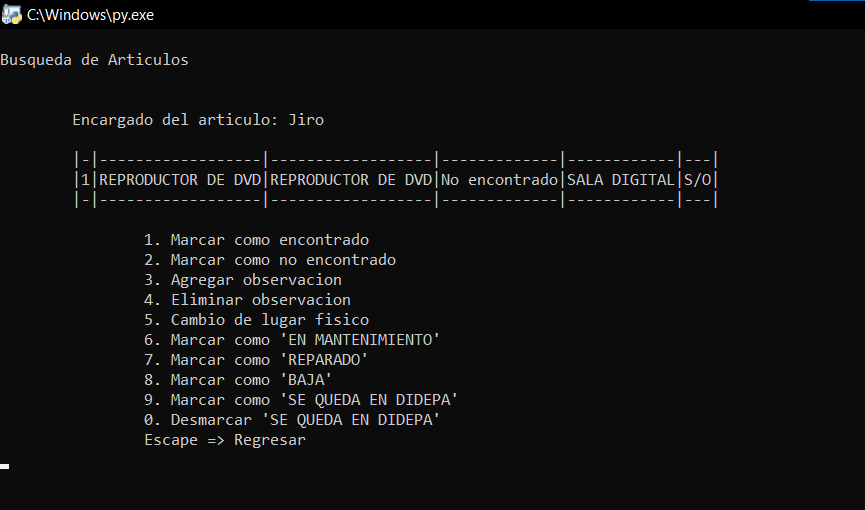 C:\Windows\py.exe
Busqueda de Articulos
Encargado del articulo: Jiro
|-|------------------|------------------|-------------|------------|---|
|1|REPRODUCTOR DE DVD|REPRODUCTOR DE DVD|No encontrado|SALA DIGITAL|S/O|
|-|------------------|------------------|-------------|------------|---|
1. Marcar como encontrado
2. Marcar como no encontrado
3. Agregar observacion
4. Eliminar observacion
5. Cambio de lugar fisico
6. Marcar como 'EN MANTENIMIENTO'
7. Marcar como 'REPARADO'
8. Marcar como 'BAJA'
9. Marcar como 'SE QUEDA EN DIDEPA'
0. Desmarcar 'SE QUEDA EN DIDEPA'
Escape => Regresar